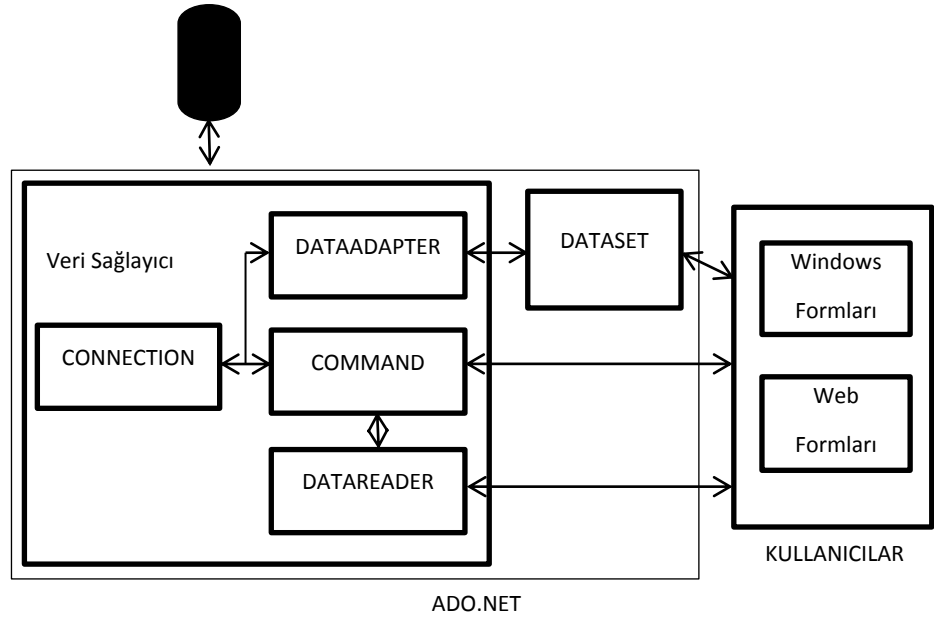 DATAADAPTER
DATASET
Veri Sağlayıcı
Windows
Formları
CONNECTION
COMMAND
Web
Formları
DATAREADER
KULLANICILAR
ADO.NET